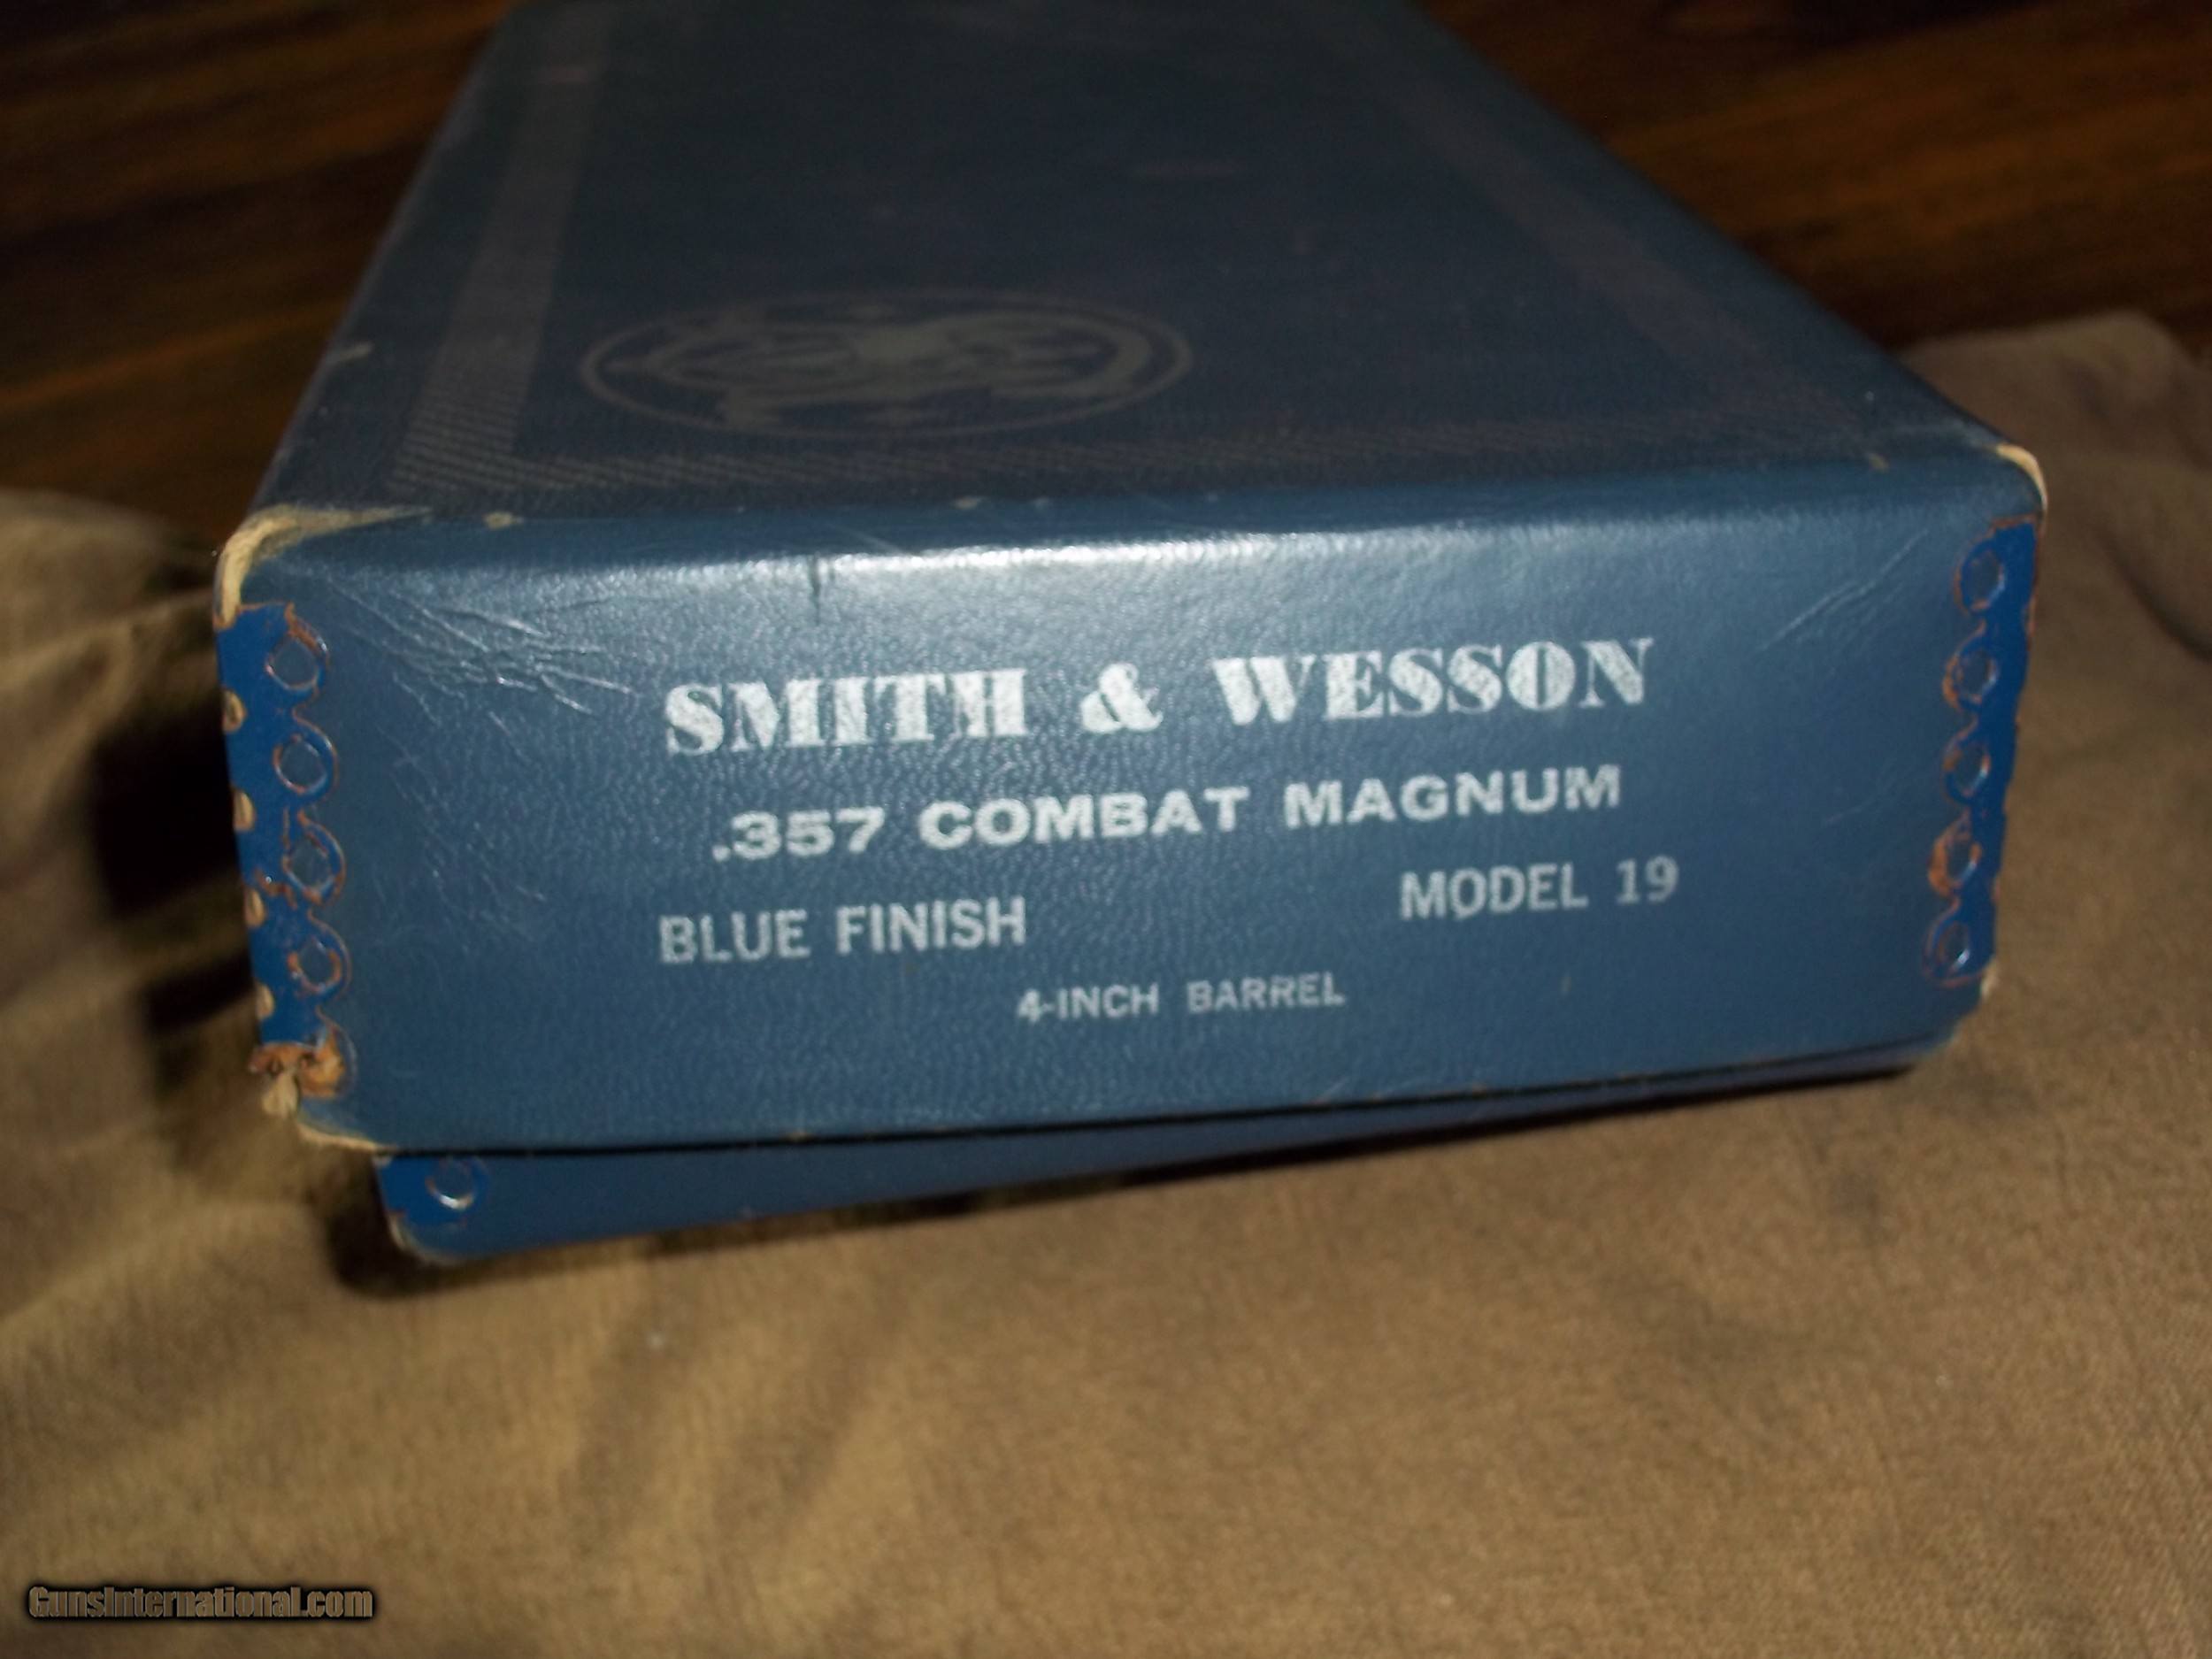 SMITH & WESSON
.357 COMBAT MAGNUM
BLUE FINISH MODEL 19
4-INCH BARREL
GunsInternational.com